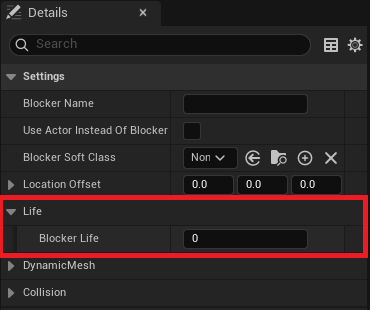 Details
Search
Settings
Blocker Name
Use Actor Instead Of Blocker
Blocker Soft Class Non
Location Offset 0.0 0.0 0.0
Life
Blocker Life 0
DynamicMesh
Collision